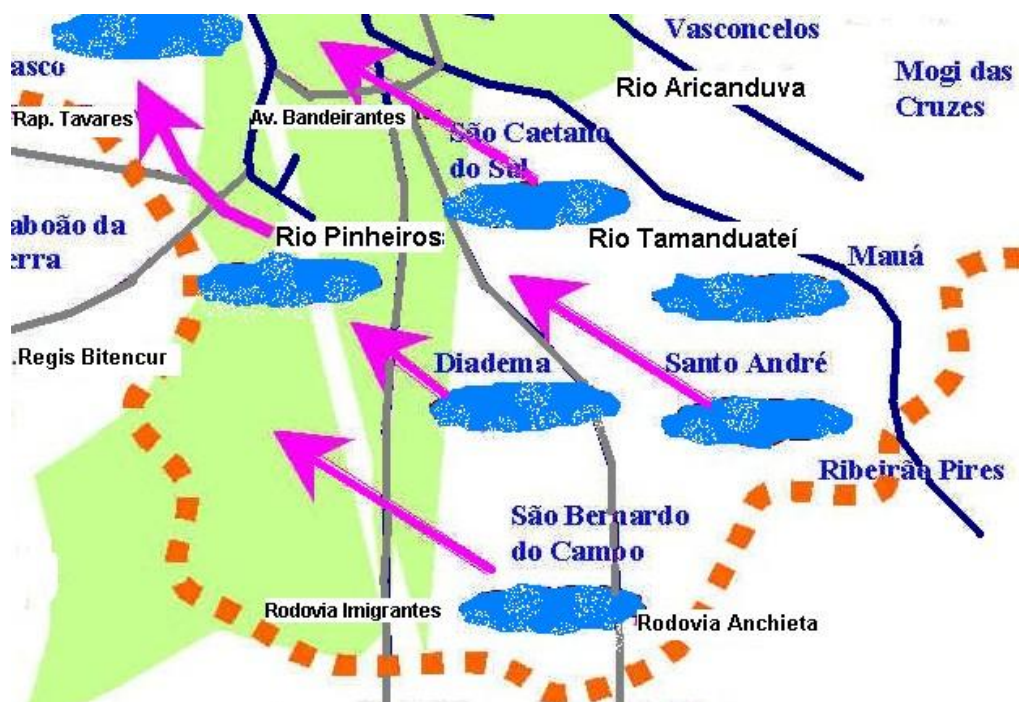 Vasconcelos
Mogi das
Cruzes
asco
Rio Aricanduva
Rap. Tavares
Av. Bandeirantes
São Caetano
do Sul
aboão da
erra
Rio Pinheiros
Rio Tamanduateí
Mauá
.Regis Bitencur
Diadema
Santo André
Ribeirão Pires
São Bernardo
do Campo
Rodovia Imigrantes
Rodovia Anchieta